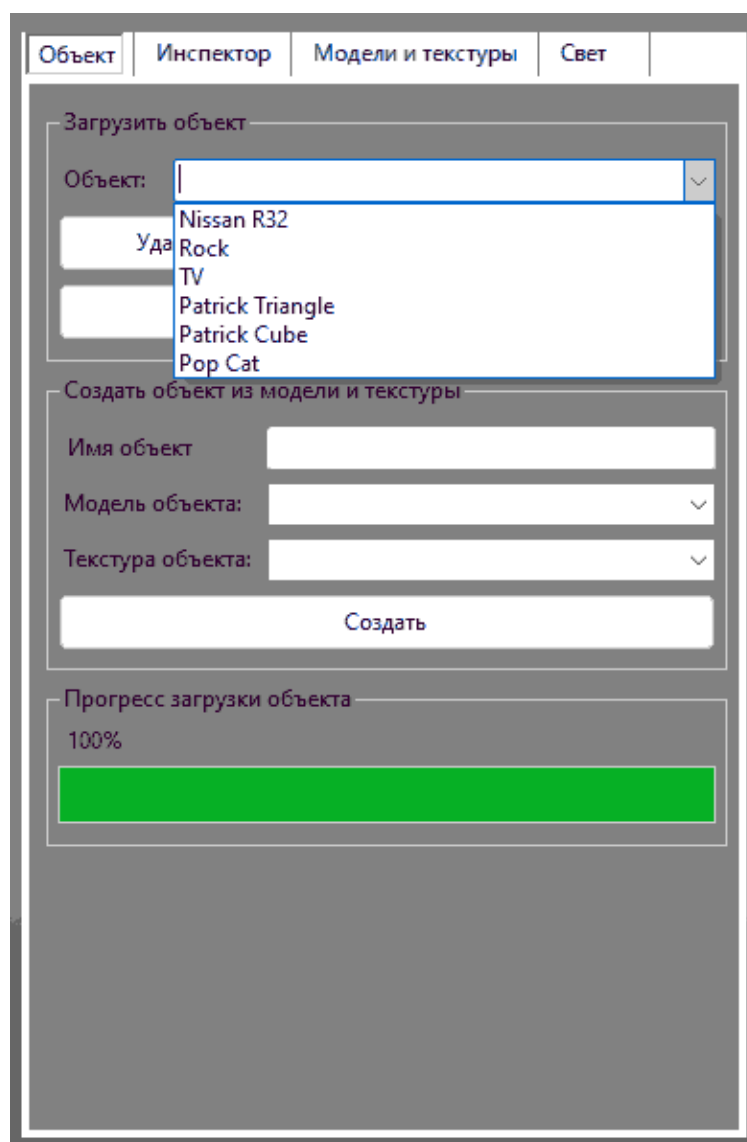 Объект Инспектор Модели и текстуры Свет
Загрузить объект
Объект:
Nissan R32
Rock
TV
Patrick Triangle
Patrick Cube
Pop Cat
Создать объект из модели и текстуры
Имя объект
Модель объекта:
Текстура объекта:
Создать
Прогресс загрузки объекта
100%